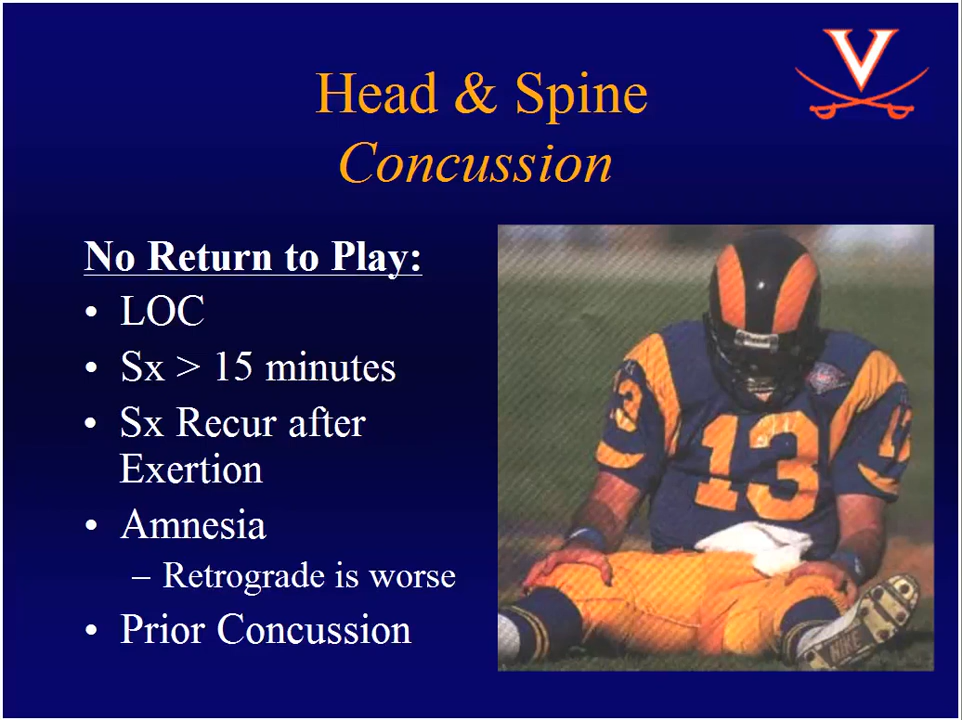 V
Head & Spine
Concussion
No Return to Play:
• LOC
• Sx > 15 minutes
• Sx Recur after
Exertion
• Amnesia
– Retrograde is worse
• Prior Concussion
13
13
NIKE